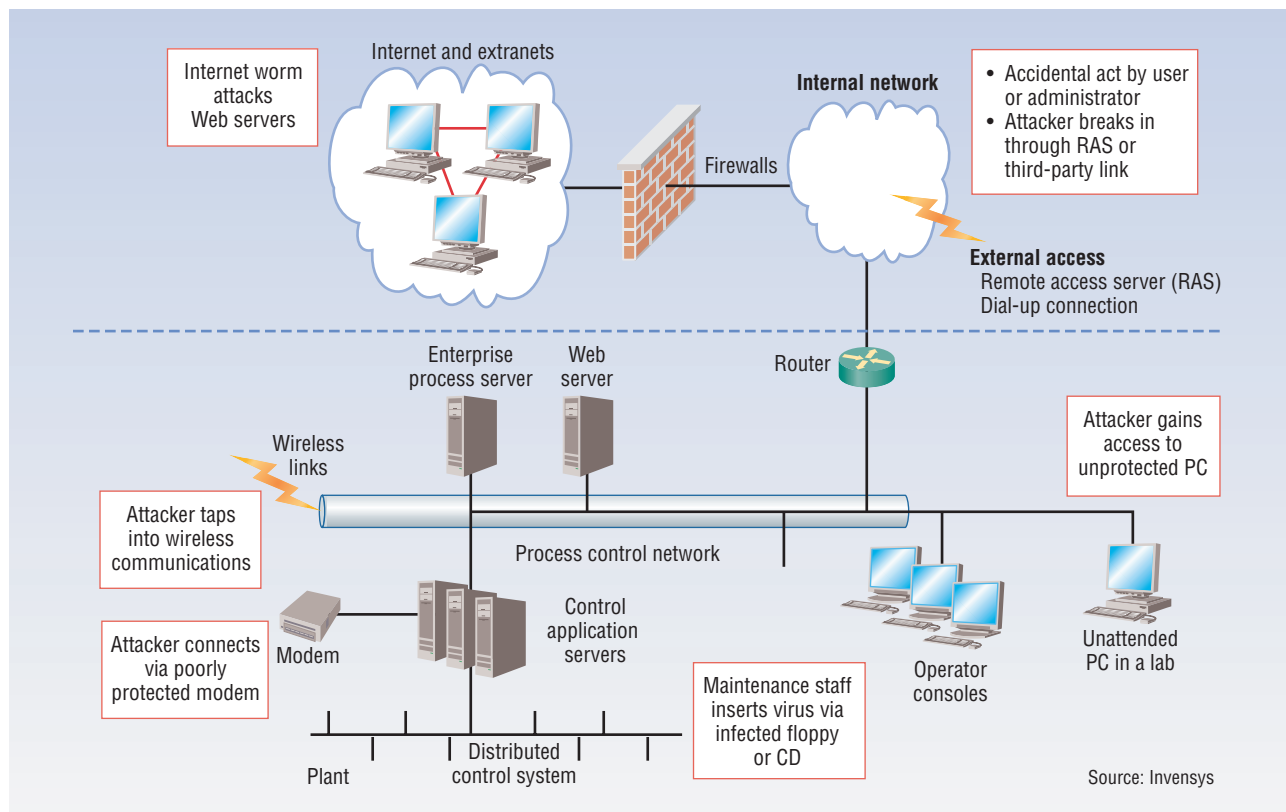 Internet and extranets
Internet worm
attacks
Web servers
Internal network
• Accidental act by user
or administrator
• Attacker breaks in
through RAS or
third-party link
Firewalls
External access
Remote access server (RAS)
Dial-up connection
Enterprise
process server
Web
server
Router
Attacker gains
access to
unprotected PC
Wireless
links
Attacker taps
into wireless
communications
Process control network
Control
application
servers
Modem
Attacker connects
via poorly
protected modem
Operator
consoles
Unattended
PC in a lab
Maintenance staff
inserts virus via
infected floppy
or CD
Distributed
control system
Plant
Source: Invensys